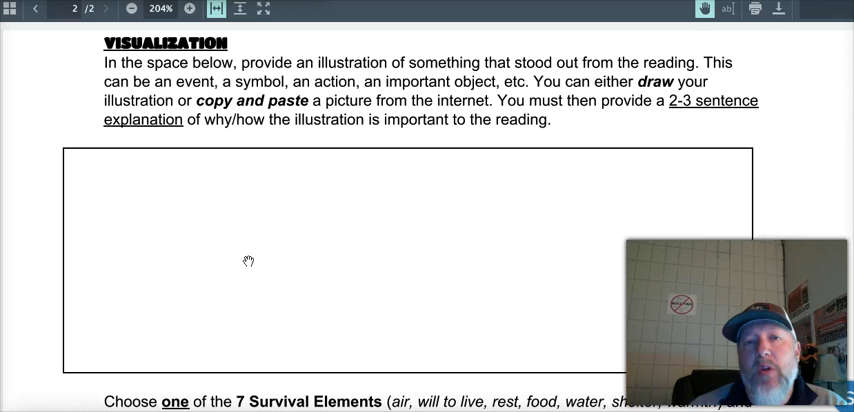 2 /2
204%
ab
VISUALIZATION
In the space below, provide an illustration of something that stood out from the reading. This
can be an event, a symbol, an action, an important object, etc. You can either draw your
illustration or copy and paste a picture from the internet. You must then provide a 2-3 sentence
explanation of why/how the illustration is important to the reading.
Choose one of the 7 Survival Elements (air, will to live, rest, food, water, shelter, warmth) and